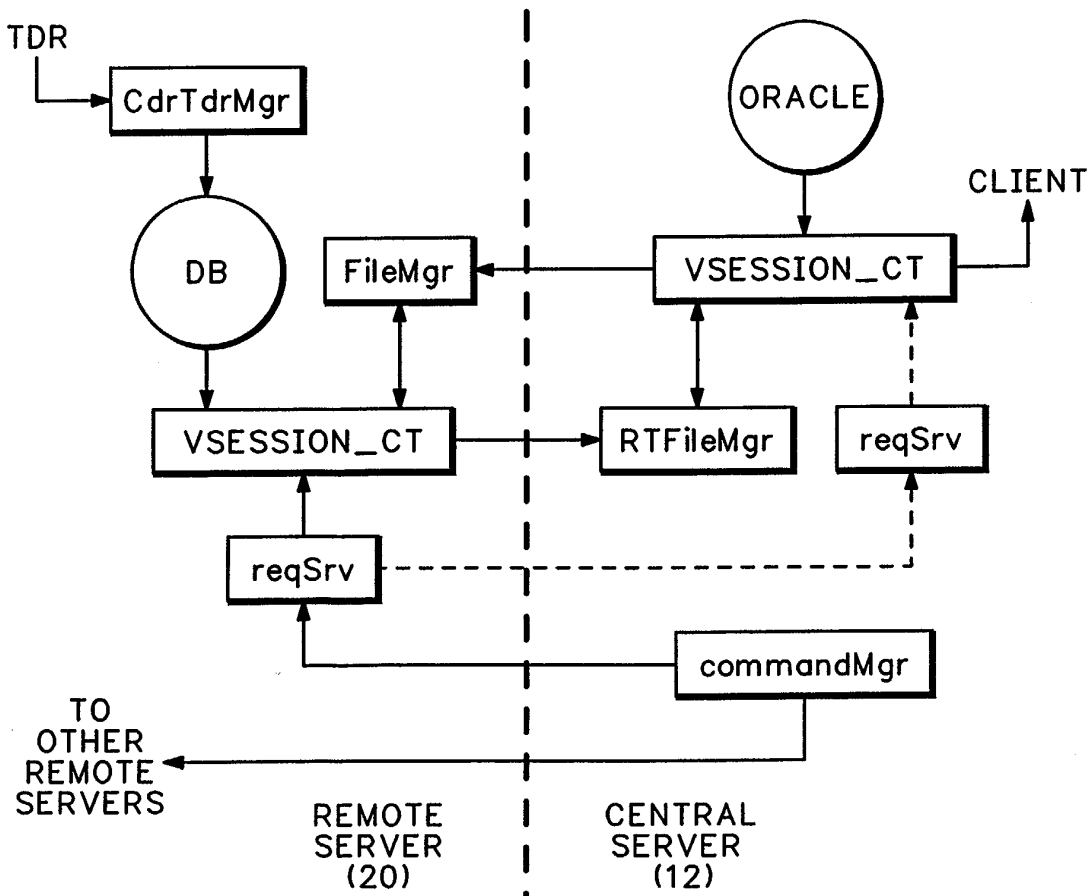 TDR
CdrTdrMgr
ORACLE
CLIENT
DB
FileMgr
VSESSION_CT
VSESSION_CT
RTFileMgr
reqSrv
reqSrv
commandMgr
TO
OTHER
REMOTE
SERVERS
REMOTE
SERVER
(20)
CENTRAL
SERVER
(12)